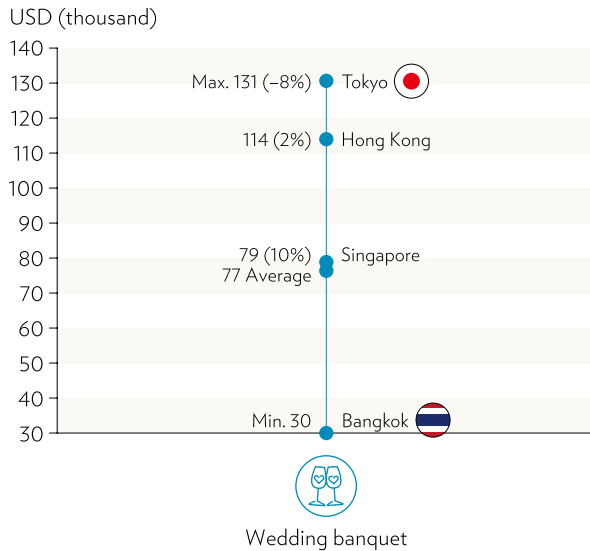 USD (thousand)
140
130
Max. 131 (–8%) Tokyo
120
114 (2%) Hong Kong
110
100
90
80
79 (10%) Singapore
77 Average
70
60
50
40
Min. 30 Bangkok
30
Wedding banquet